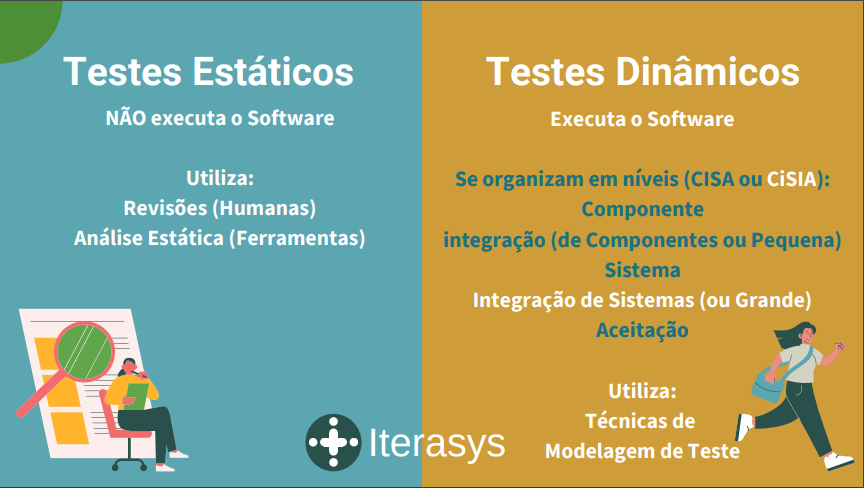 Testes Estáticos
NÃO executa o Software
Utiliza:
Revisões (Humanas)
Análise Estática (Ferramentas)
Testes Dinâmicos
Executa o Software
Se organizam em níveis (CISA ou CiSIA):
Componente
integração (de Componentes ou Pequena)
Sistema
Integração de Sistemas (ou Grande)
Aceitação
Utiliza:
Técnicas de
Modelagem de Teste
Iterasys